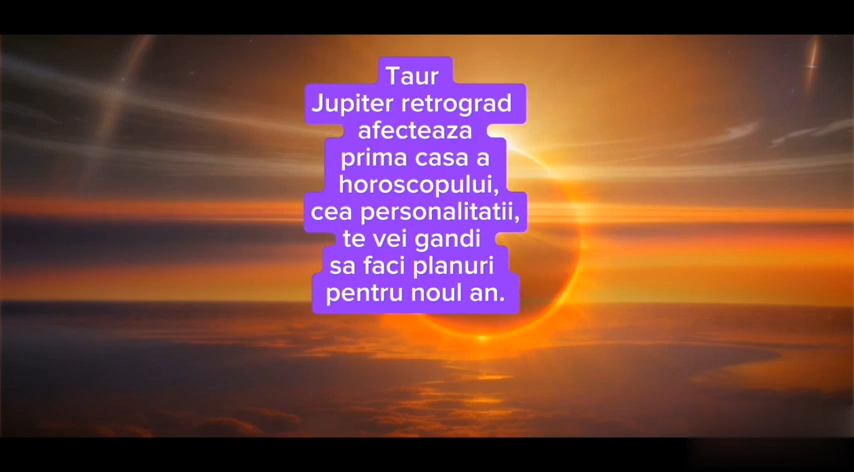 Taur
Jupiter retrograd
afecteaza
prima casa a
horoscopului,
cea personalitatii,
te vei gandi
sa faci planuri
pentru noul an.